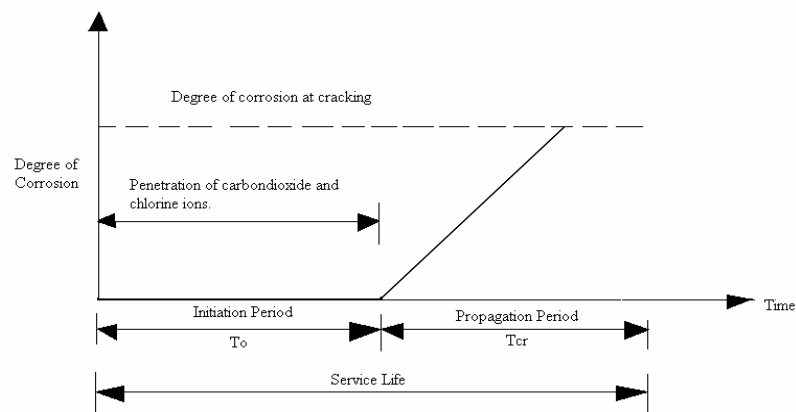 Degree of corrosion at cracking
Degree of
Corrosion
Penetration of carbondioxide and
chlorine ions.
Initiation Period
Propagation Period
Time
To
Tcr
Service Life